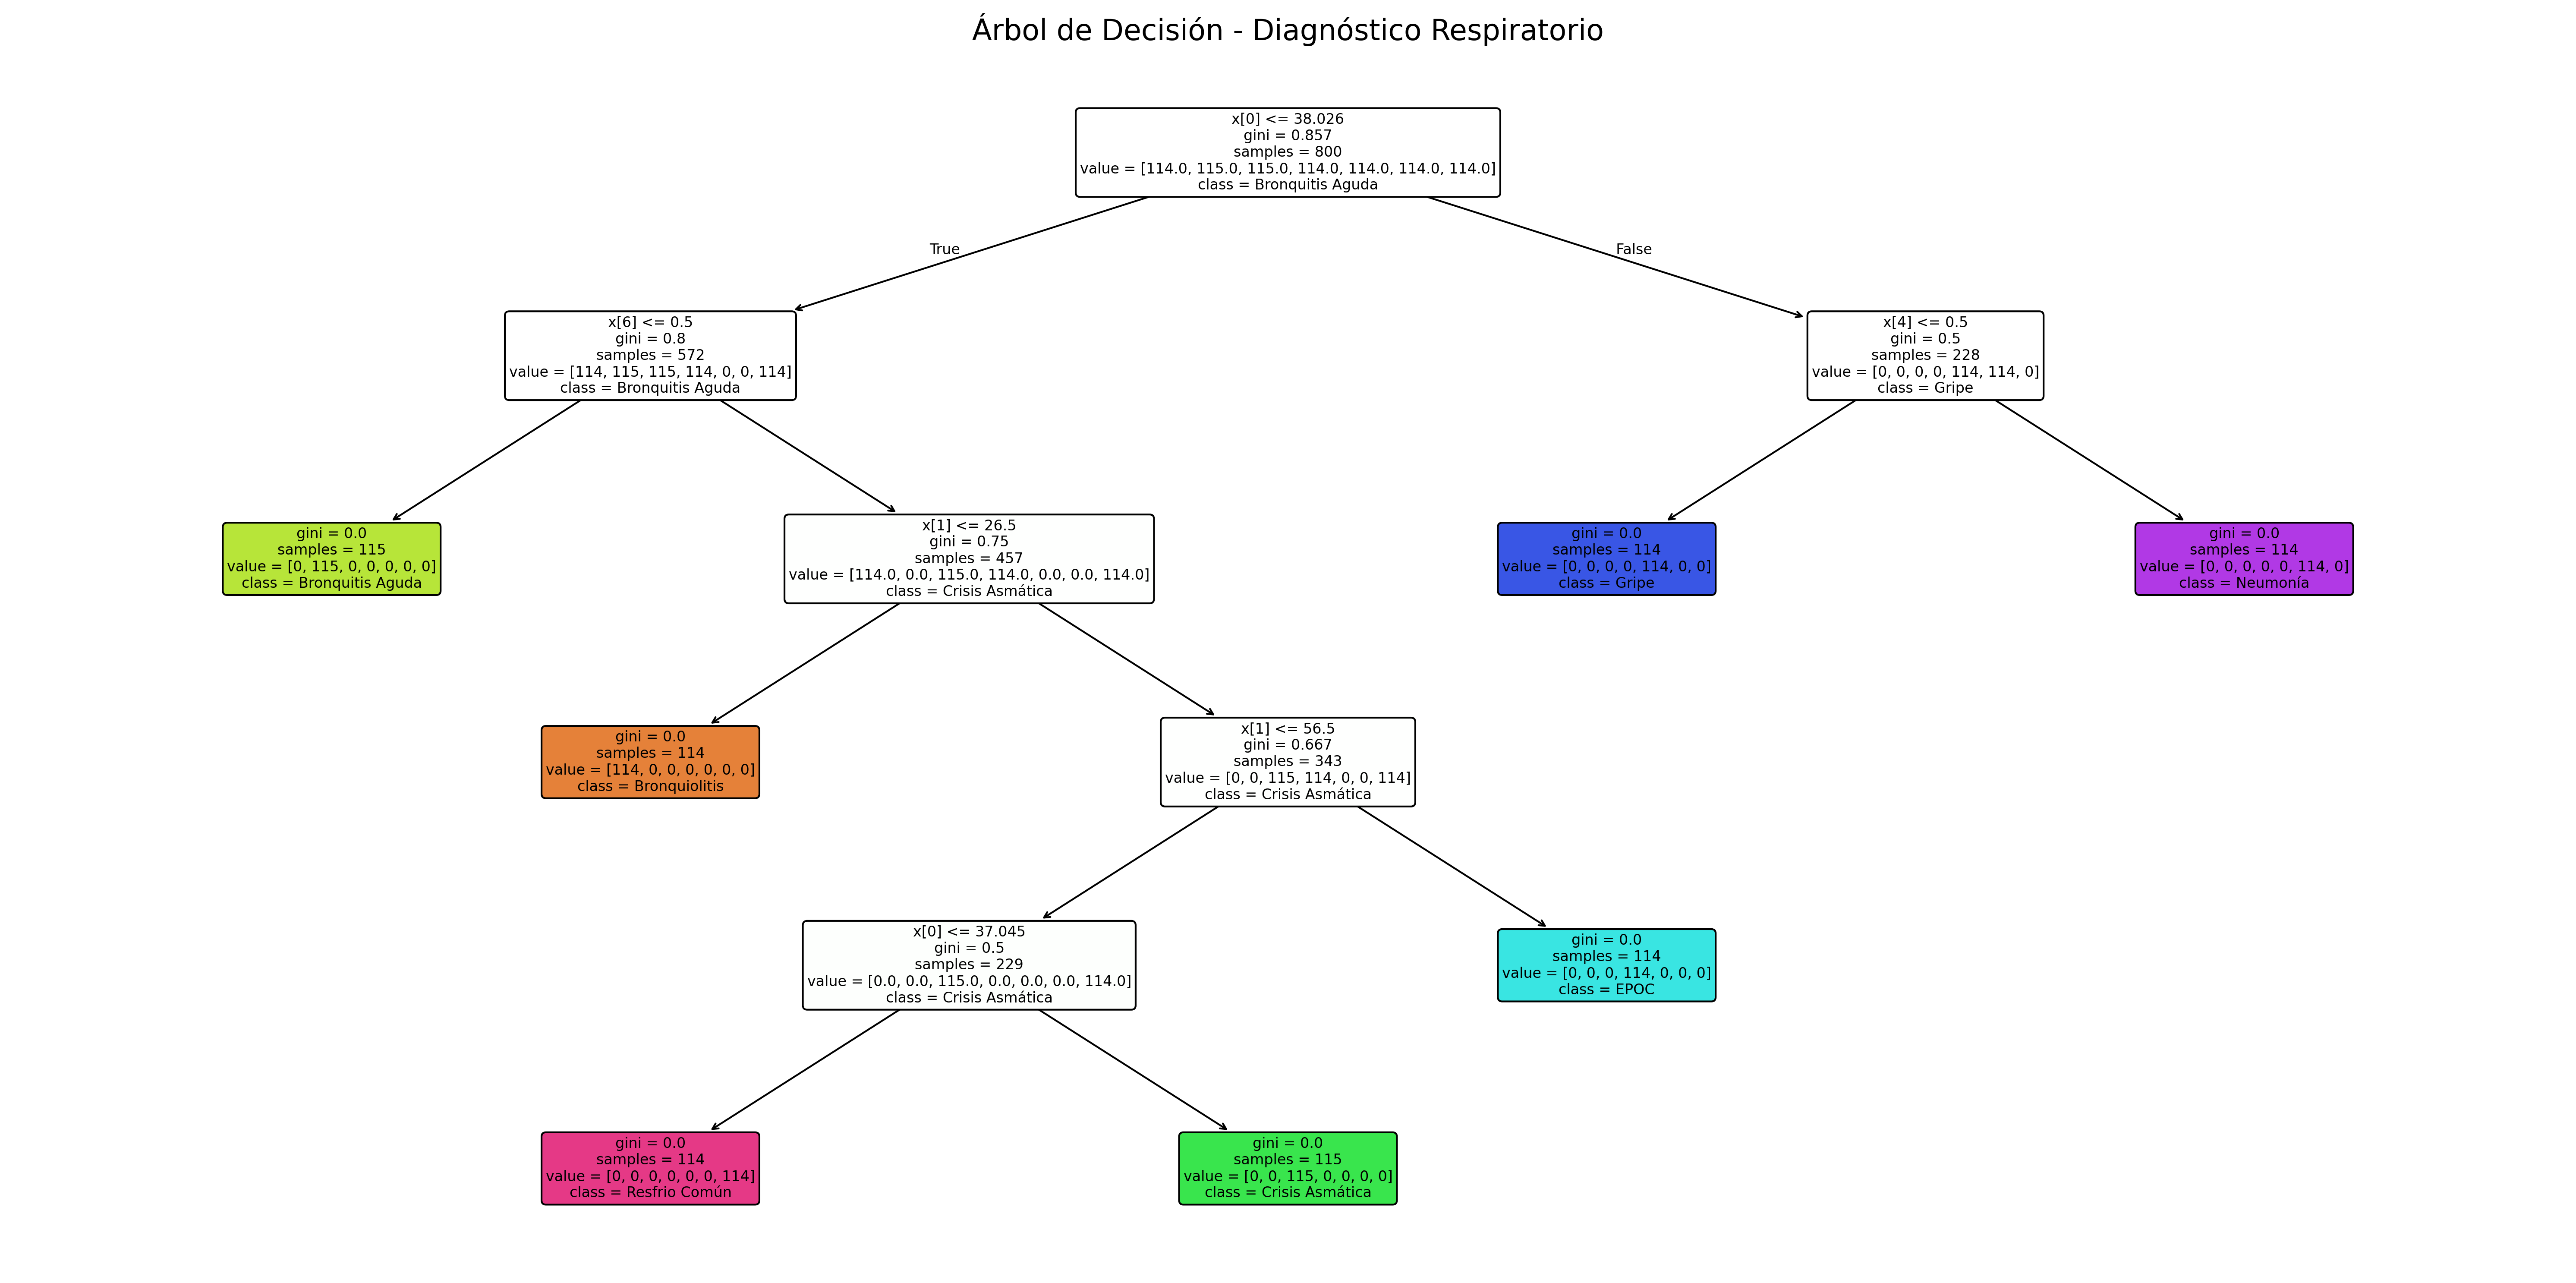 Árbol de Decisión - Diagnóstico Respiratorio
x[0] <= 38.026
gini = 0.857
samples = 800
value = [114.0, 115.0, 115.0, 114.0, 114.0, 114.0, 114.0]
class = Bronquitis Aguda
True
False
x[6] <= 0.5
gini = 0.8
samples = 572
value = [114, 115, 115, 114, 0, 0, 114]
class = Bronquitis Aguda
x[4] <= 0.5
gini = 0.5
samples = 228
value = [0, 0, 0, 0, 114, 114, 0]
class = Gripe
gini = 0.0
samples = 115
value = [0, 115, 0, 0, 0, 0, 0]
class = Bronquitis Aguda
x[1] <= 26.5
gini = 0.75
samples = 457
value = [114.0, 0.0, 115.0, 114.0, 0.0, 0.0, 114.0]
class = Crisis Asmática
gini = 0.0
samples = 114
value = [0, 0, 0, 0, 114, 0, 0]
class = Gripe
gini = 0.0
samples = 114
value = [0, 0, 0, 0, 0, 114, 0]
class = Neumonía
gini = 0.0
samples = 114
value = [114, 0, 0, 0, 0, 0, 0]
class = Bronquiolitis
x[1] <= 56.5
gini = 0.667
samples = 343
value = [0, 0, 115, 114, 0, 0, 114]
class = Crisis Asmática
x[0] <= 37.045
gini = 0.5
samples = 229
value = [0.0, 0.0, 115.0, 0.0, 0.0, 0.0, 114.0]
class = Crisis Asmática
gini = 0.0
samples = 114
value = [0, 0, 0, 114, 0, 0, 0]
class = EPOC
gini = 0.0
samples = 114
value = [0, 0, 0, 0, 0, 0, 114]
class = Resfrio Común
gini = 0.0
samples = 115
value = [0, 0, 115, 0, 0, 0, 0]
class = Crisis Asmática